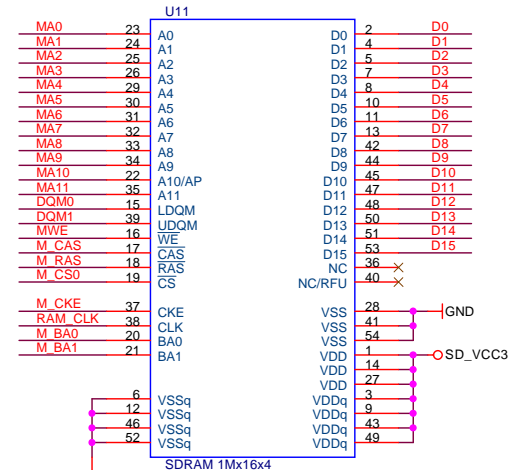 U11
MA0 23 A0 D0 2 D0
MA1 24 A1 D1 4 D1
MA2 25 A2 D2 5 D2
MA3 26 A3 D3 7 D3
MA4 29 A4 D4 8 D4
MA5 30 A5 D5 10 D5
MA6 31 A6 D6 11 D6
MA7 32 A7 D7 13 D7
MA8 33 A8 D8 42 D8
MA9 34 A9 D9 44 D9
MA10 22 A10/AP D10 45 D10
MA11 35 A11 D11 47 D11
DQM0 15 LDQM D12 48 D12
DQM1 39 UDQM D13 50 D13
MWE 16 WE D14 51 D14
M_CAS 17 CAS D15 53 D15
M_RAS 18 RAS NC 36
M_CS0 19 CS NC/RFU 40
M_CKE 37 CKE VSS 28 GND
RAM_CLK 38 CLK VSS 41
M_BA0 20 BA0 VSS 54
M_BA1 21 BA1 VDD 1 SD_VCC3
VDD 14
VDD 27
6 VSSq VDDq 3
12 VSSq VDDq 9
46 VSSq VDDq 43
52 VSSq VDDq 49
SDRAM 1Mx16x4